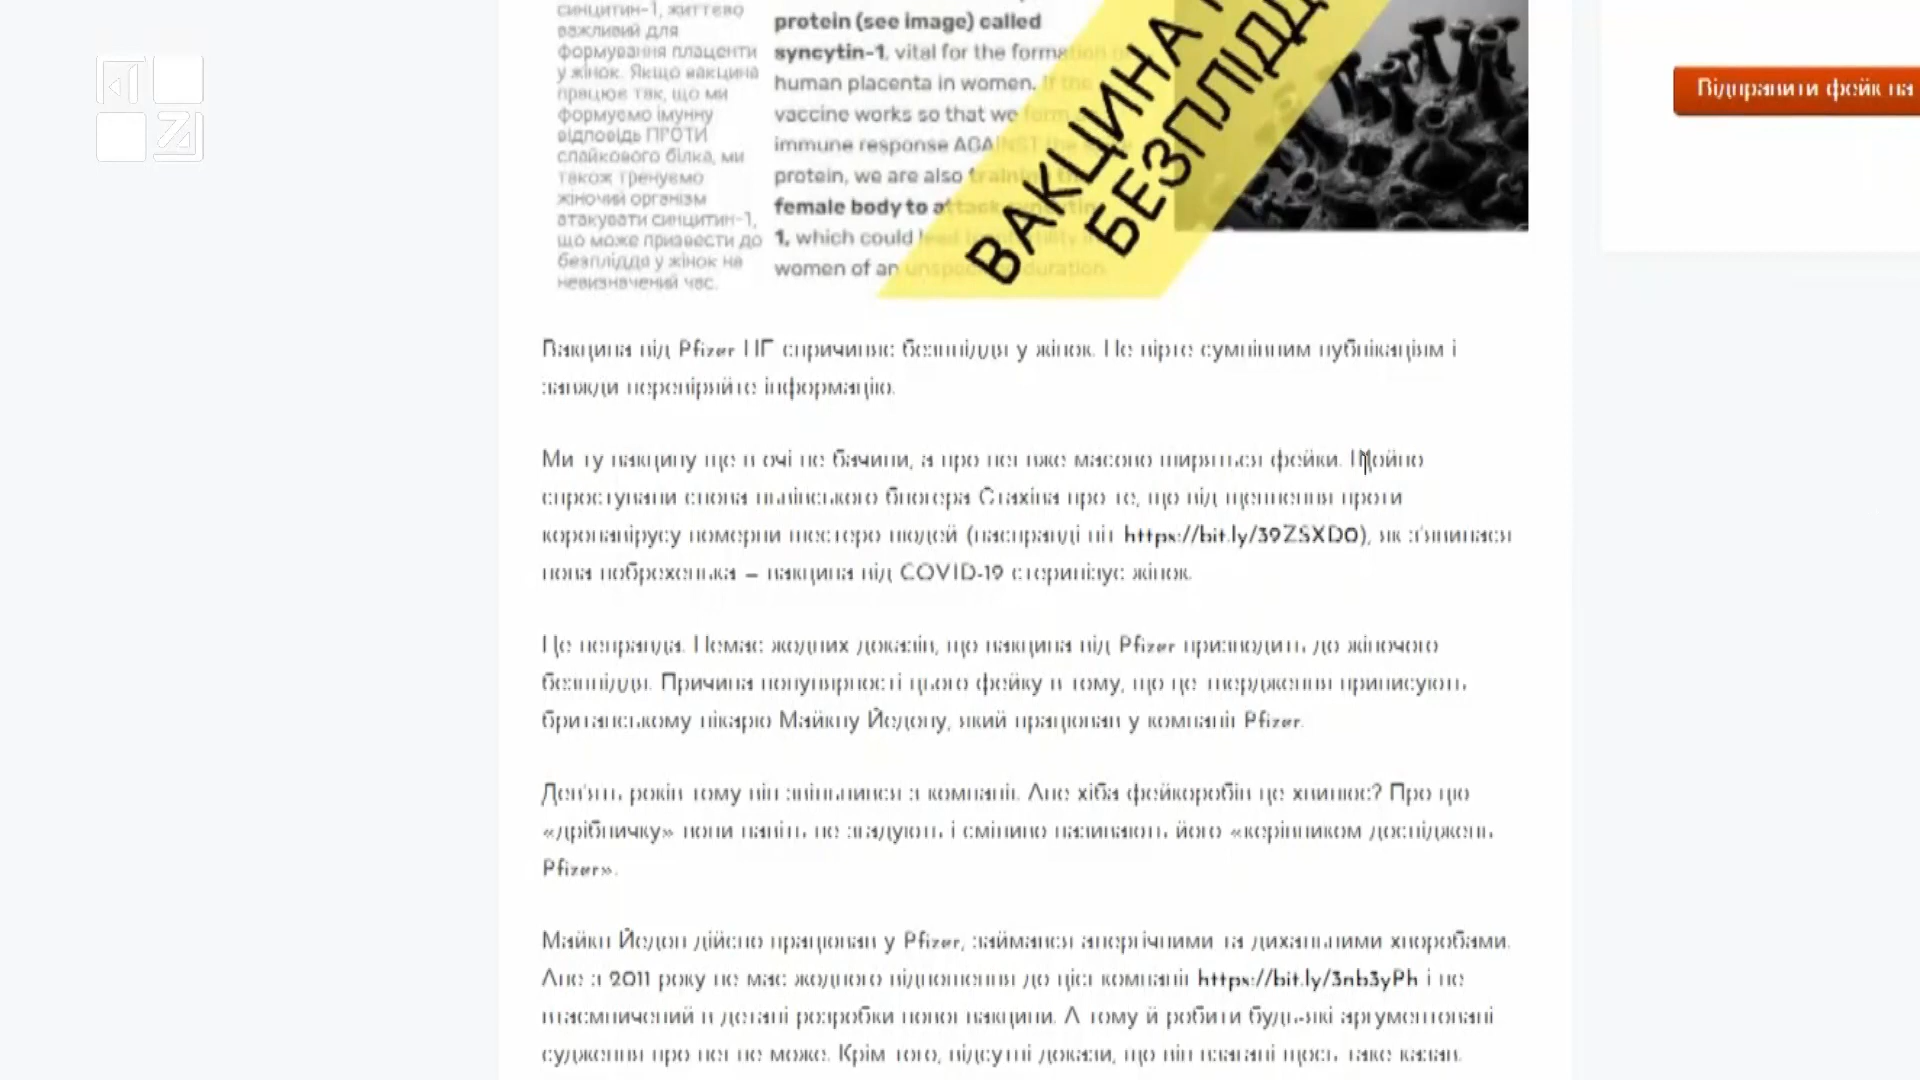 синцитин-1, життєво
важливий для
формування плаценти
у жінок. Якщо вакцина
працює так, що ми
формуємо імунну
відповідь ПРОТИ
спайкового білка, ми
також тренуємо
жіночий організм
атакувати синцитин-1,
що може призвести до
безпліддя у жінок на
невизначений час.
protein (see image) called
syncytin-1, vital for the formation of
human placenta in women. If the
vaccine works so that we form an
immune response AGAINST the
protein, we are also training the
female body to attack syncytin-
1, which could lead to infertility in
women of an unspecified duration.
ВАКЦИНА
БЕЗПЛІДД
Відправити фейк на
Вакцина від Pfizer НЕ спричиняє безпліддя у жінок. Не вірте сумнівним публікаціям і
завжди перевіряйте інформацію.
Ми ту вакцину ще в очі не бачили, а про неї вже масово ширяться фейки. Щойно
спростували слова львівського блогера Стахіва про те, що від щеплення проти
коронавірусу померли шестеро людей (насправді ні https://bit.ly/39ZSXD0), як з'явилася
нова побрехенька – вакцина від COVID-19 стерилізує жінок.
Це неправда. Немає жодних доказів, що вакцина від Pfizer призводить до жіночого
безпліддя. Причина популярності цього фейку в тому, що це твердження приписують
британському лікарю Майклу Йедону, який працював у компанії Pfizer.
Дев'ять років тому він звільнився з компанії. Але хіба фейкоробів це хвилює? Про цю
«дрібничку» вони навіть не згадують і сміливо називають його «керівником досліджень
Pfizer».
Майкл Йедон дійсно працював у Pfizer, займався алергічними та дихальними хворобами.
Але з 2011 року не має жодного відношення до цієї компанії https://bit.ly/3nb3yPh і не
втаємничений в деталі розробки нової вакцини. А тому й робити будь-які аргументовані
судження про неї не може. Крім того, відсутні докази, що він взагалі щось таке казав.